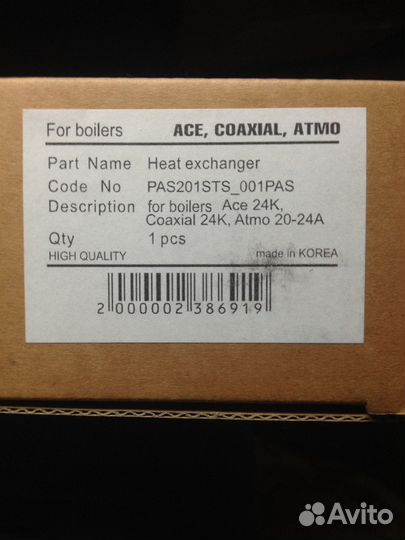 For boilers ACE, COAXIAL, ATMO
Part Name Heat exchanger
Code No PAS201STS_001PAS
Description for boilers Ace 24K,
Coaxial 24K, Atmo 20-24A
Qty 1 pcs
HIGH QUALITY made in KOREA
2 000002 386919
Avito